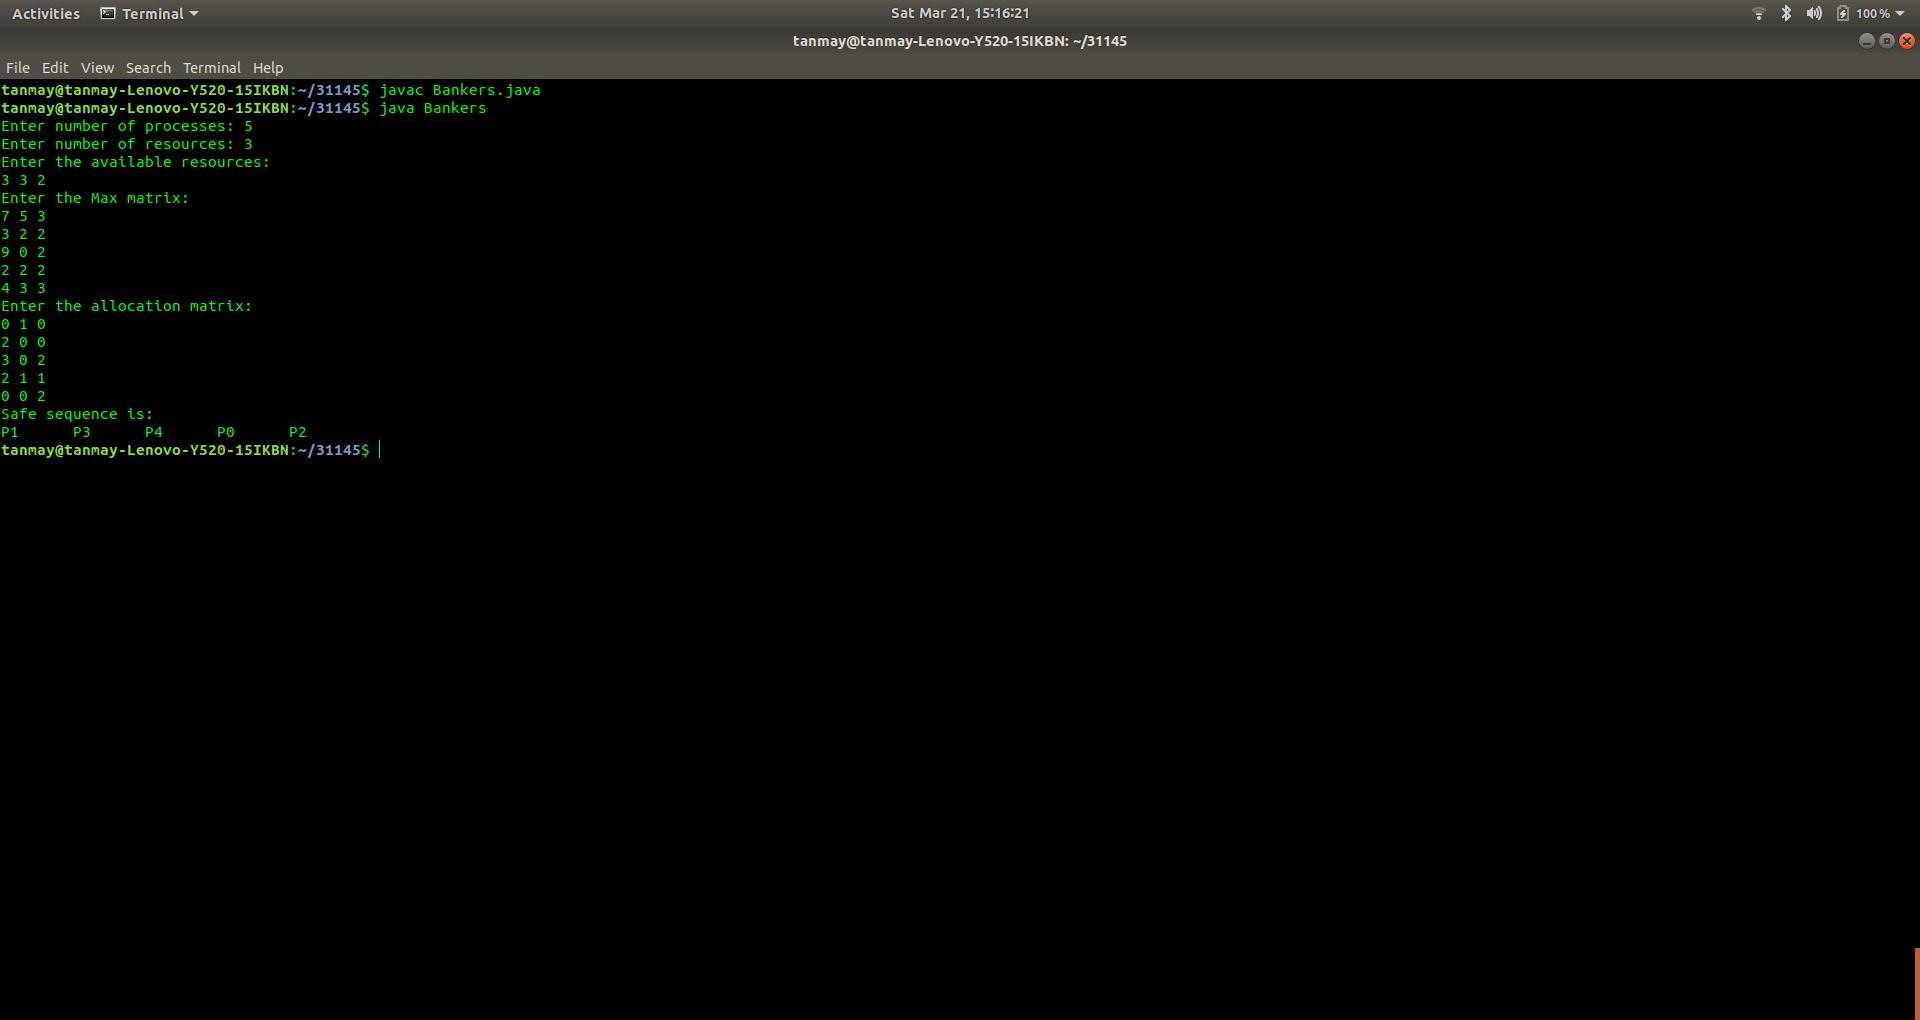 Activities Terminal Sat Mar 21, 15:16:21 100 %
tanmay@tanmay-Lenovo-Y520-15IKBN: ~/31145
File Edit View Search Terminal Help
tanmay@tanmay-Lenovo-Y520-15IKBN:~/31145$ javac Bankers.java
tanmay@tanmay-Lenovo-Y520-15IKBN:~/31145$ java Bankers
Enter number of processes: 5
Enter number of resources: 3
Enter the available resources:
3 3 2
Enter the Max matrix:
7 5 3
3 2 2
9 0 2
2 2 2
4 3 3
Enter the allocation matrix:
0 1 0
2 0 0
3 0 2
2 1 1
0 0 2
Safe sequence is:
P1 P3 P4 P0 P2
tanmay@tanmay-Lenovo-Y520-15IKBN:~/31145$